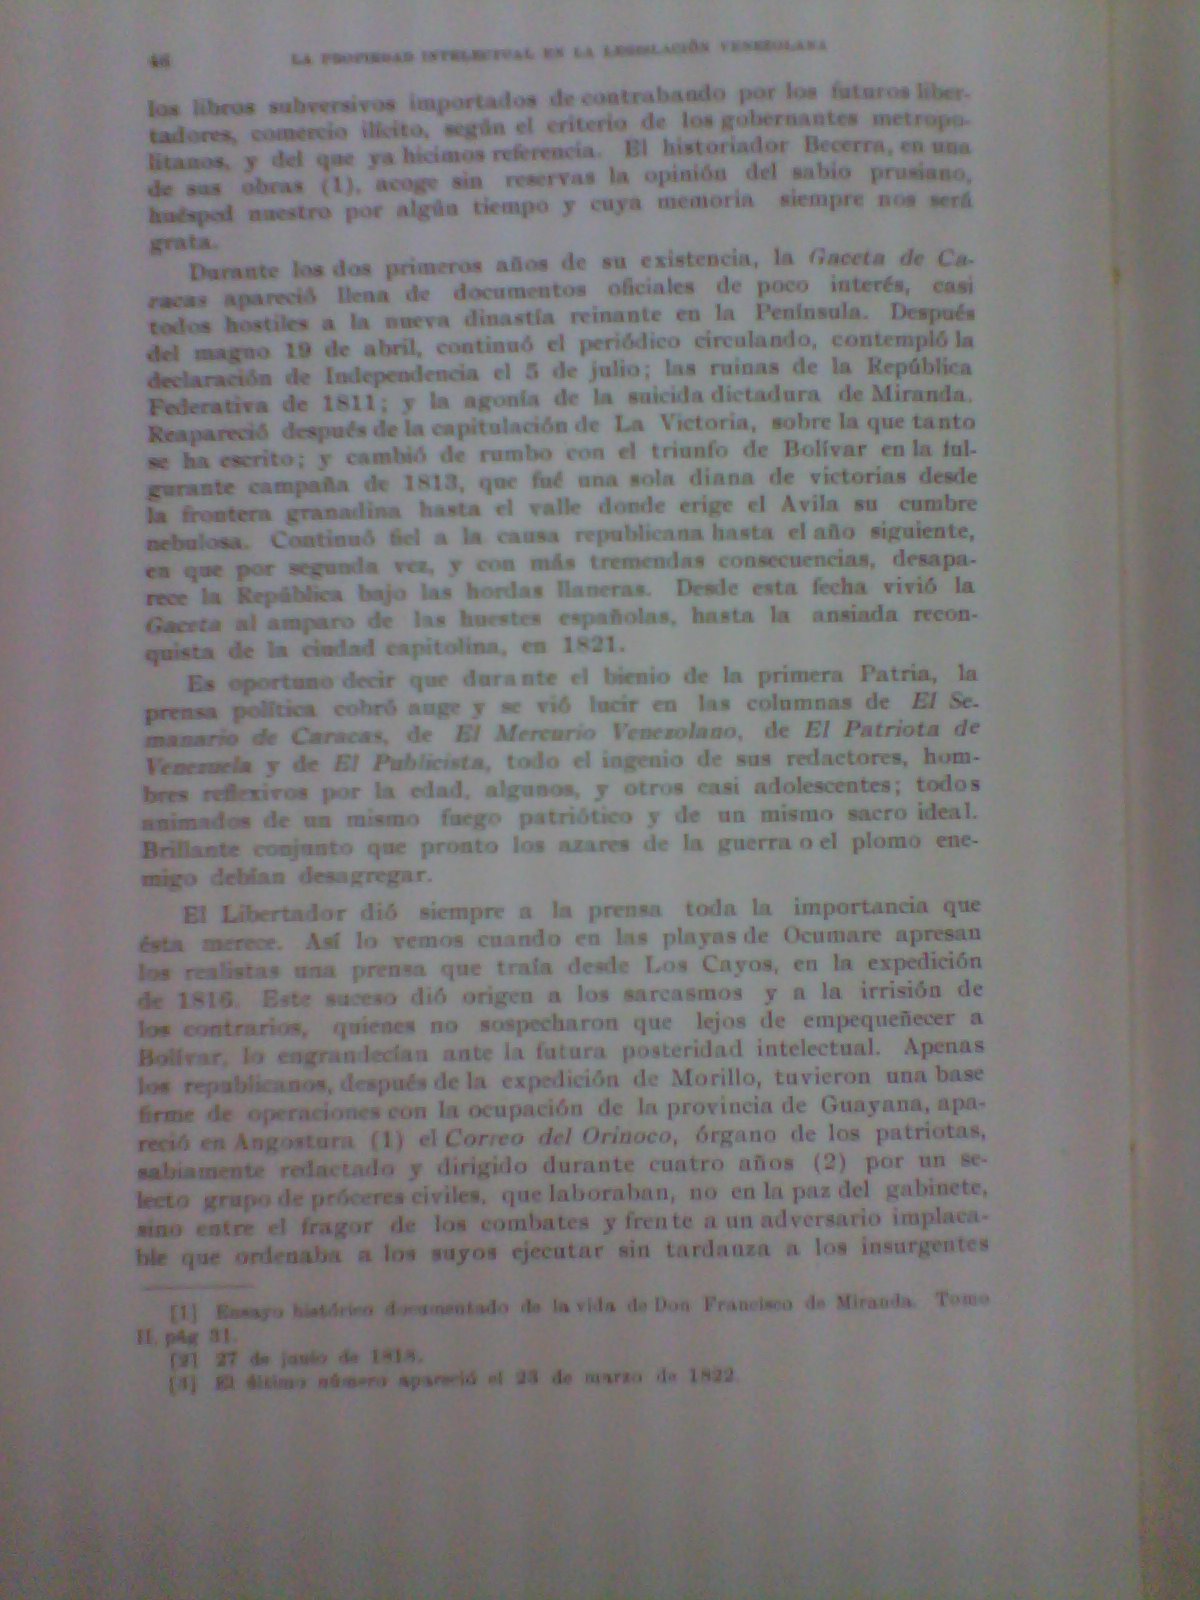 46 LA PROPIEDAD INTELECTUAL EN LA LEGISLACIÓN VENEZOLANA
los libros subversivos importados de contrabando por los futuros liber-
tadores, comercio ilícito, según el criterio de los gobernantes metropo-
litanos, y del que ya hicimos referencia. El historiador Becerra, en una
de sus obras (1), acoge sin reservas la opinión del sabio prusiano,
huésped nuestro por algún tiempo y cuya memoria siempre nos será
grata.
Durante los dos primeros años de su existencia, la Gaceta de Ca-
racas apareció llena de documentos oficiales de poco interés, casi
todos hostiles a la nueva dinastía reinante en la Península. Después
del magno 19 de abril, continuó el periódico circulando, contempló la
declaración de Independencia el 5 de julio; las ruinas de la República
Federativa de 1811; y la agonía de la suicida dictadura de Miranda.
Reapareció después de la capitulación de La Victoria, sobre la que tanto
se ha escrito; y cambió de rumbo con el triunfo de Bolívar en la ful-
gurante campaña de 1813, que fué una sola diana de victorias desde
la frontera granadina hasta el valle donde erige el Avila su cumbre
nebulosa. Continuó fiel a la causa republicana hasta el año siguiente,
en que por segunda vez, y con más tremendas consecuencias, desapa-
rece la República bajo las hordas llaneras. Desde esta fecha vivió la
Gaceta al amparo de las huestes españolas, hasta la ansiada recon-
quista de la ciudad capitolina, en 1821.
Es oportuno decir que durante el bienio de la primera Patria, la
prensa política cobró auge y se vió lucir en las columnas de El Se-
manario de Caracas, de El Mercurio Venezolano, de El Patriota de
Venezuela y de El Publicista, todo el ingenio de sus redactores, hom-
bres reflexivos por la edad, algunos, y otros casi adolescentes; todos
animados de un mismo fuego patriótico y de un mismo sacro ideal.
Brillante conjunto que pronto los azares de la guerra o el plomo ene-
migo debían desagregar.
El Libertador dió siempre a la prensa toda la importancia que
ésta merece. Así lo vemos cuando en las playas de Ocumare apresan
los realistas una prensa que traía desde Los Cayos, en la expedición
de 1816. Este suceso dió origen a los sarcasmos y a la irrisión de
los contrarios, quienes no sospecharon que lejos de empequeñecer a
Bolívar, lo engrandecían ante la futura posteridad intelectual. Apenas
los republicanos, después de la expedición de Morillo, tuvieron una base
firme de operaciones con la ocupación de la provincia de Guayana, apa-
reció en Angostura (1) el Correo del Orinoco, órgano de los patriotas,
sabiamente redactado y dirigido durante cuatro años (2) por un se-
lecto grupo de próceres civiles, que laboraban, no en la paz del gabinete,
sino entre el fragor de los combates y frente a un adversario implaca-
ble que ordenaba a los suyos ejecutar sin tardanza a los insurgentes
[1] Ensayo histórico documentado de la vida de Don Francisco de Miranda. Tomo
II, pág 31.
[2] 27 de junio de 1818.
[3] El último número apareció el 23 de marzo de 1822.